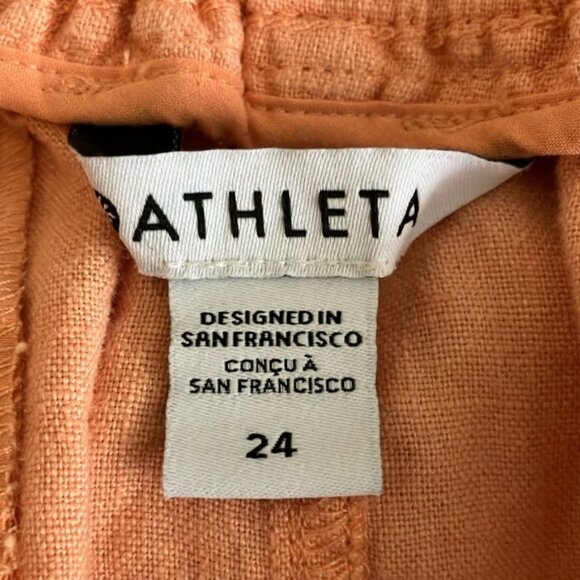 ATHLETA
DESIGNED IN
SAN FRANCISCO
CONÇU À
SAN FRANCISCO
24